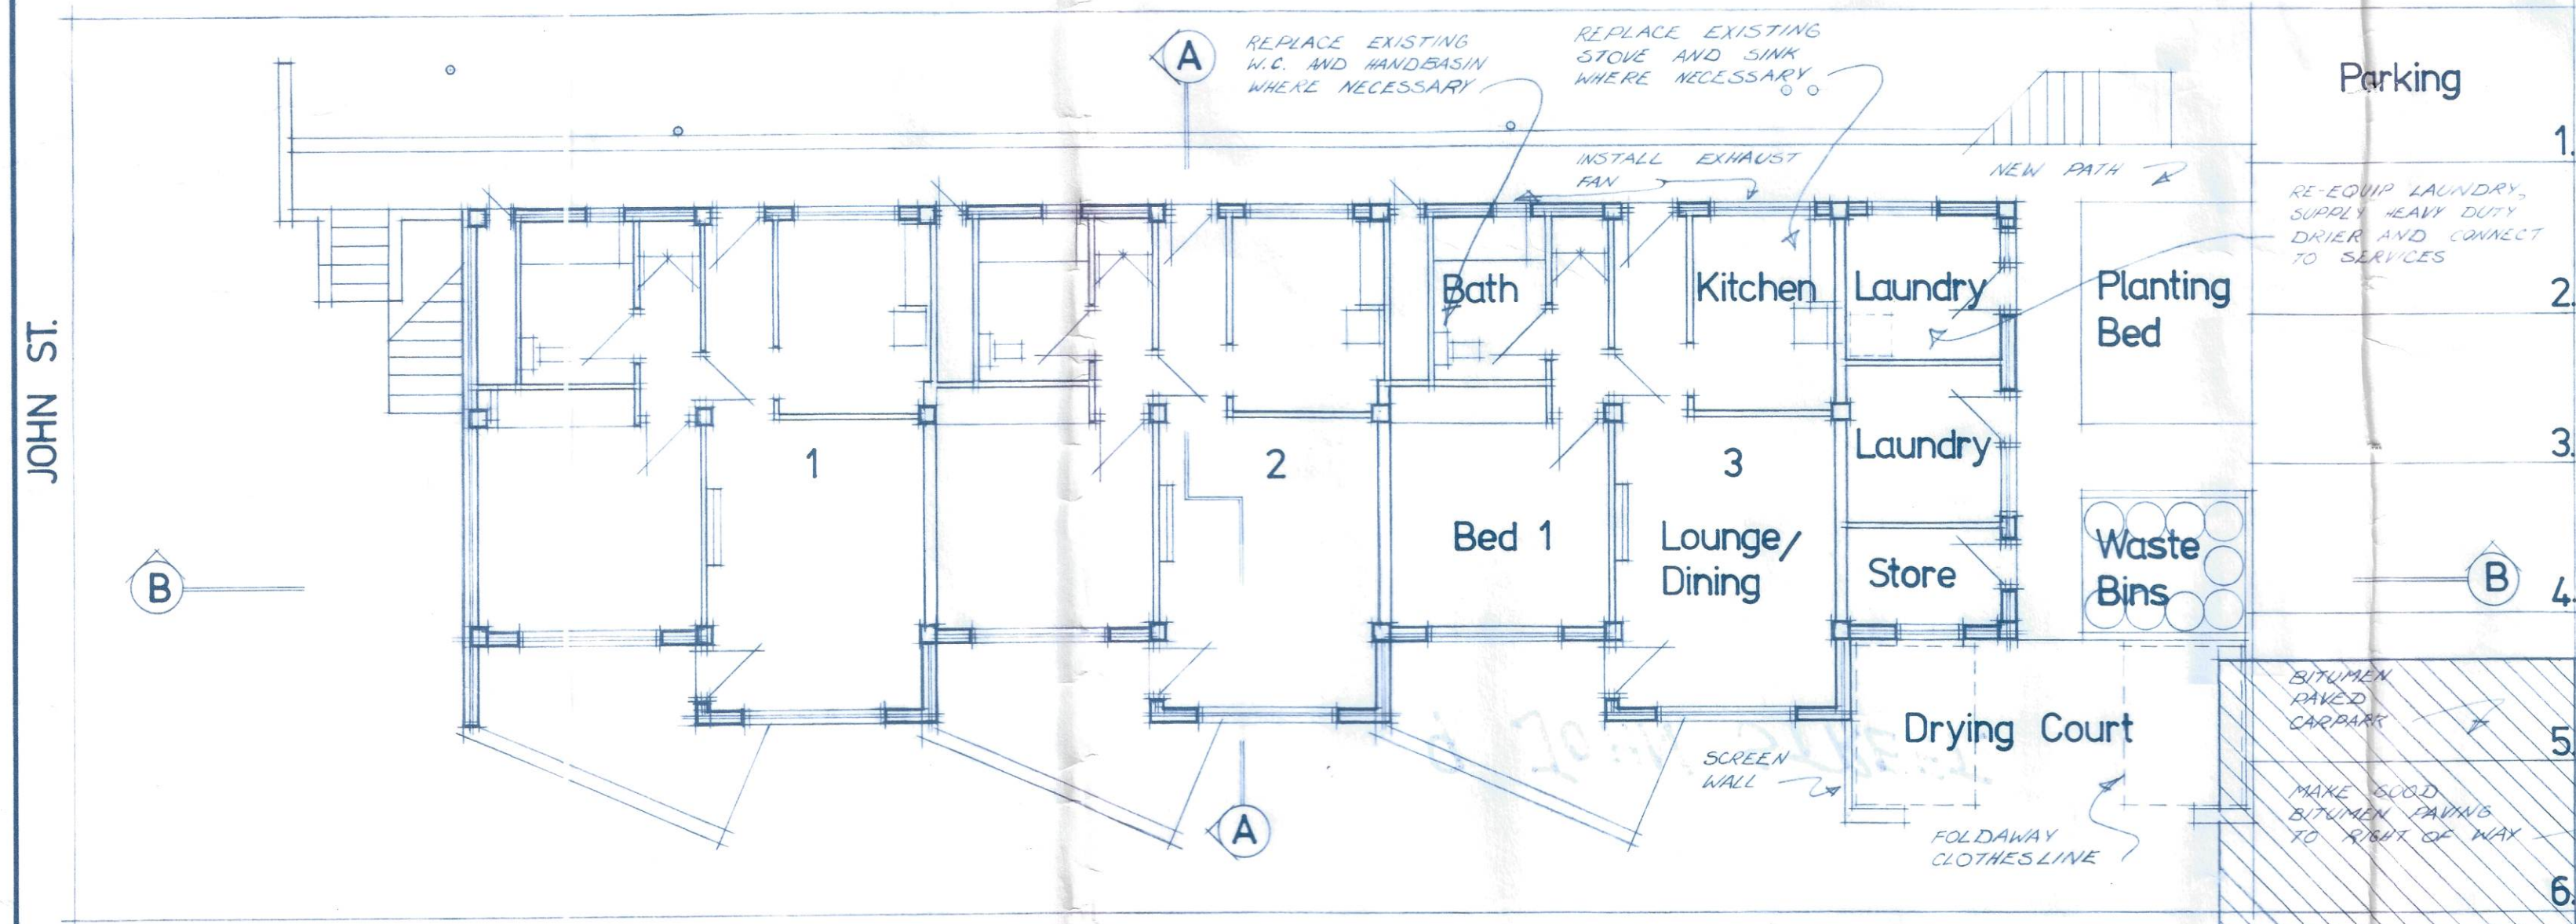 A
REPLACE EXISTING
W.C. AND HANDBASIN
WHERE NECESSARY
REPLACE EXISTING
STOVE AND SINK
WHERE NECESSARY
Parking
1.
INSTALL EXHAUST
FAN
NEW PATH
RE-EQUIP LAUNDRY,
SUPPLY HEAVY DUTY
DRIER AND CONNECT
TO SERVICES
JOHN ST.
Bath
Kitchen
Laundry
Planting
Bed
2.
1
2
3
Laundry
3.
B
Bed 1
Lounge/
Dining
Store
Waste
Bins
B
4.
BITUMEN
PAVED
CARPARK
5.
Drying Court
SCREEN
WALL
A
FOLDAWAY
CLOTHESLINE
MAKE GOOD
BITUMEN PAVING
TO RIGHT OF WAY
6.